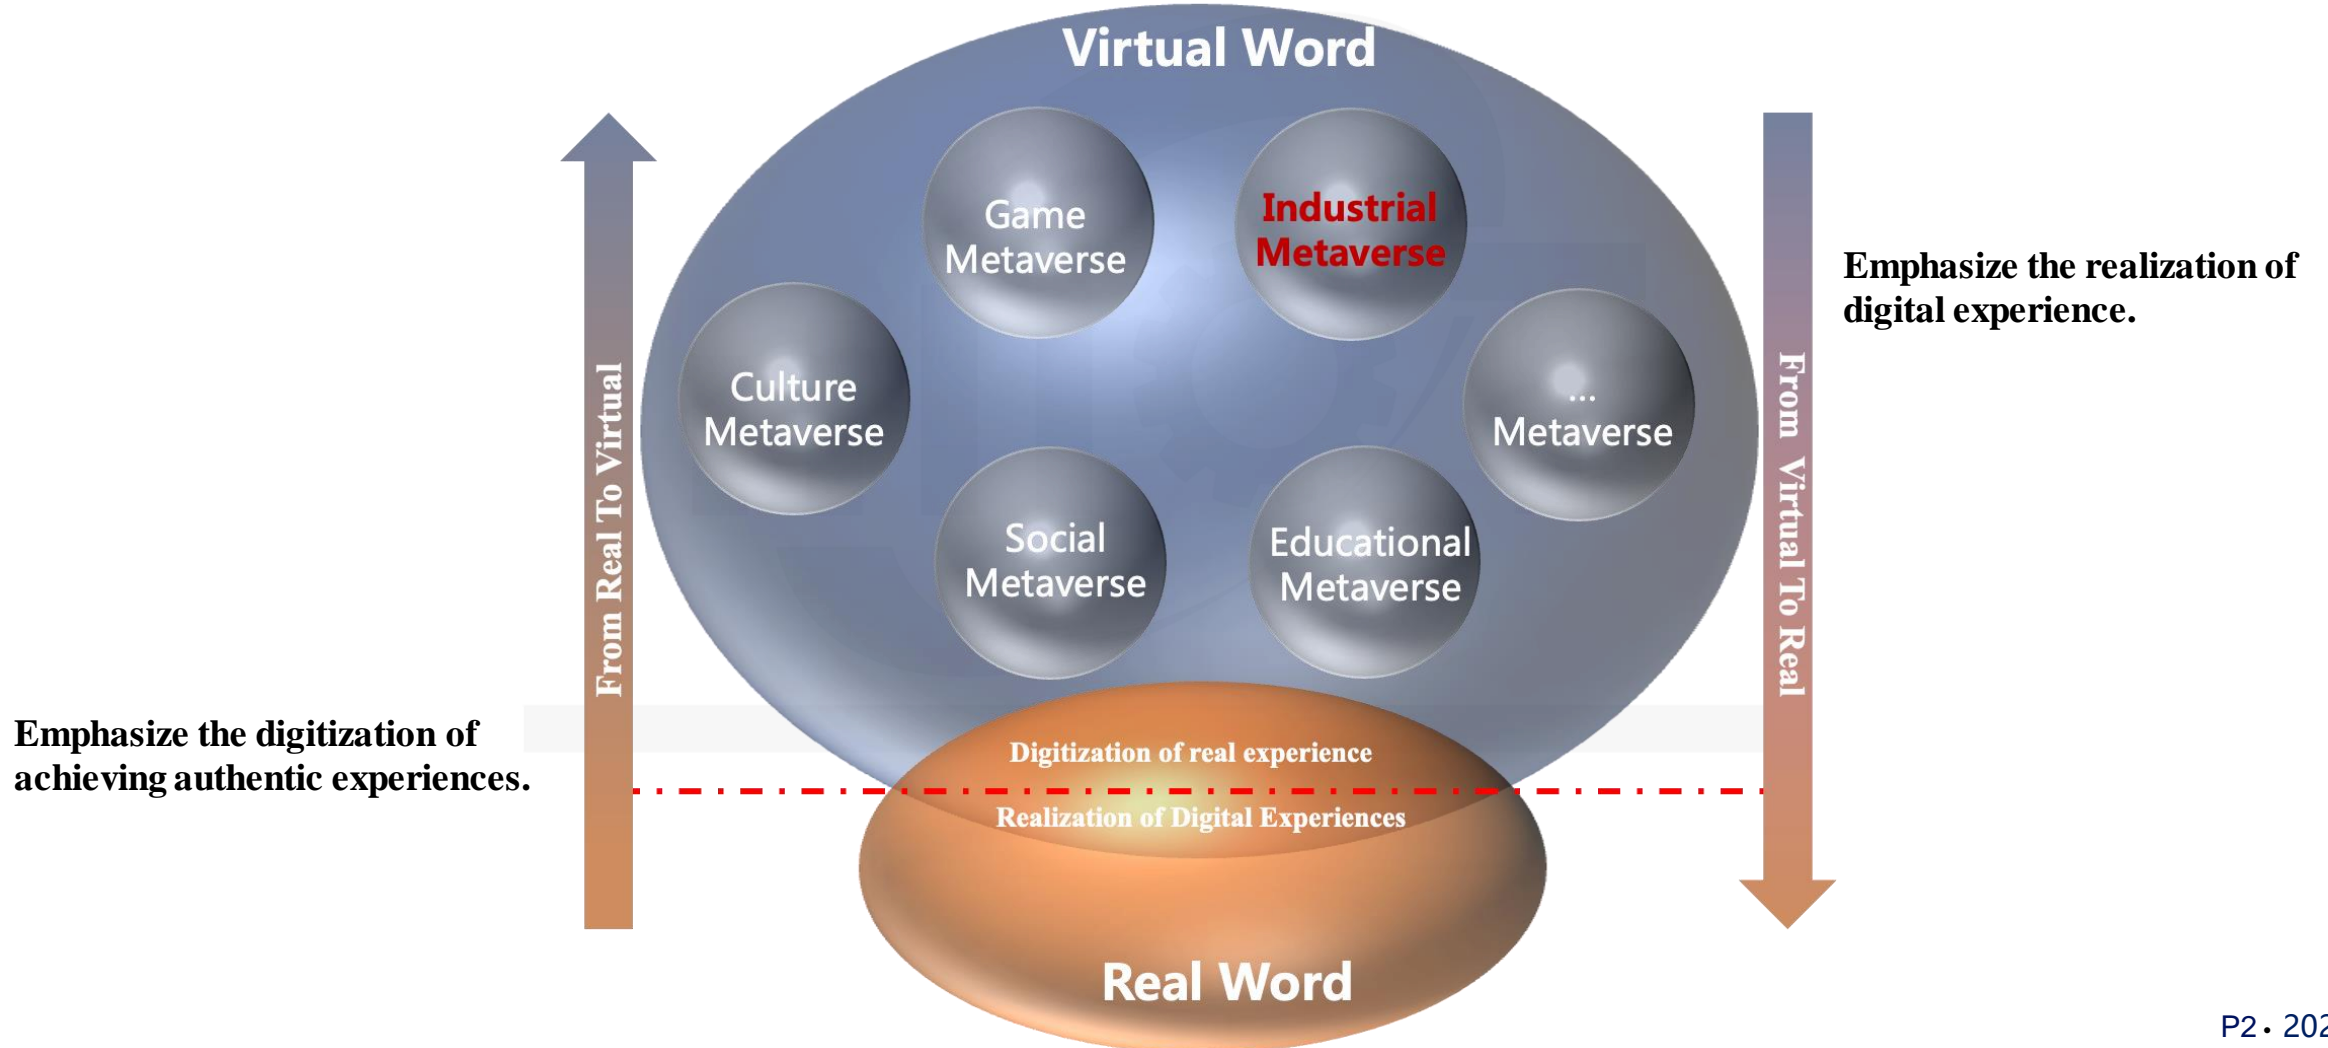 Virtual Word
Game
Metaverse
Industrial
Metaverse
Culture
Metaverse
...
Metaverse
Social
Metaverse
Educational
Metaverse
From Real To Virtual
From Virtual To Real
Emphasize the realization of
digital experience.
Emphasize the digitization of
achieving authentic experiences.
Digitization of real experience
Realization of Digital Experiences
Real Word
P2 · 202